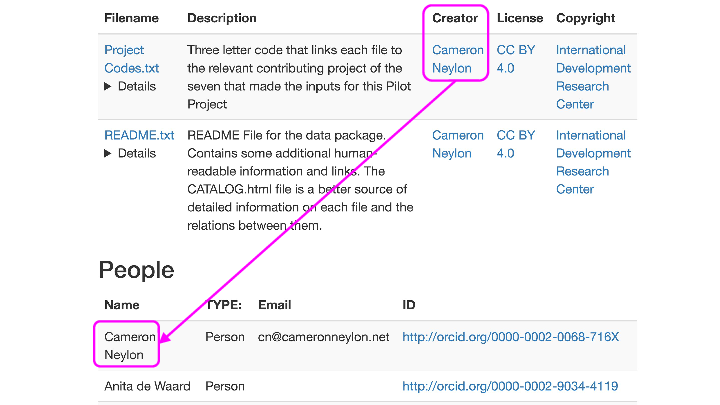 Filename Description Creator License Copyright
Project Three letter code that links each file to Cameron CC BY International
Codes.txt the relevant contributing project of the Neylon 4.0 Development
▶ Details seven that made the inputs for this Pilot Research
Project Center
README.txt README File for the data package. Cameron CC BY International
▶ Details Contains some additional human- Neylon 4.0 Development
readable information and links. The Research
CATALOG.html file is a better source of Center
detailed information on each file and the
relations between them.
People
Name TYPE: Email ID
Cameron Person cn@cameronneylon.net http://orcid.org/0000-0002-0068-716X
Neylon
Anita de Waard Person http://orcid.org/0000-0002-9034-4119